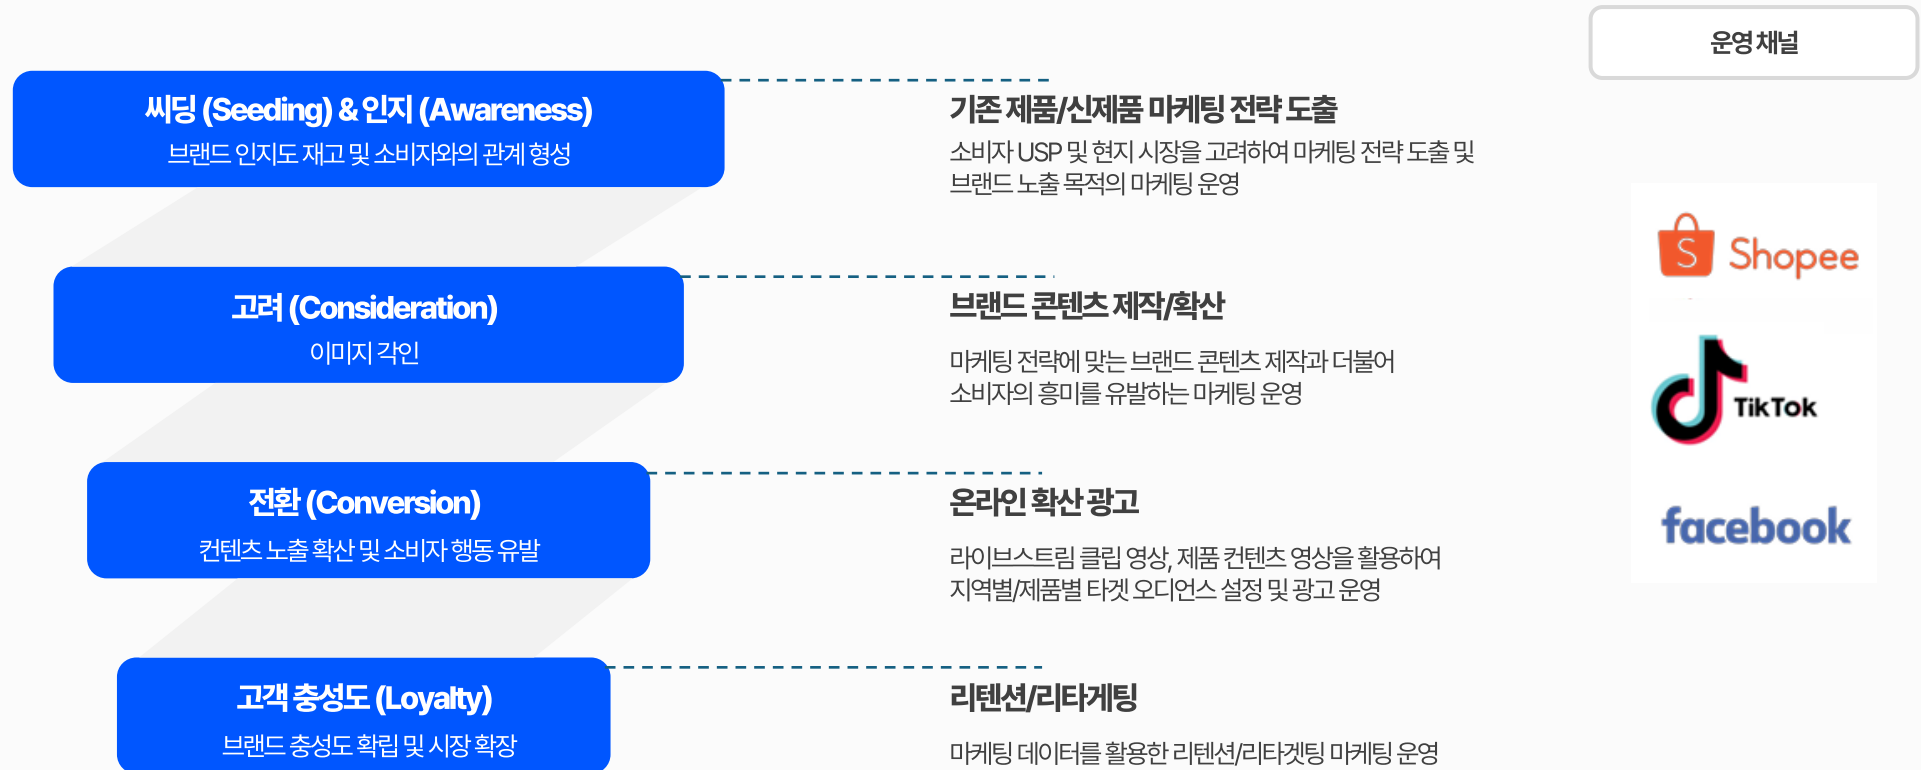 운영 채널
씨딩 (Seeding) & 인지 (Awareness)
브랜드 인지도 재고 및 소비자와의 관계 형성
기존 제품/신제품 마케팅 전략 도출
소비자 USP 및 현지 시장을 고려하여 마케팅 전략 도출 및
브랜드 노출 목적의 마케팅 운영
고려 (Consideration)
이미지 각인
브랜드 콘텐츠 제작/확산
마케팅 전략에 맞는 브랜드 콘텐츠 제작과 더불어
소비자의 흥미를 유발하는 마케팅 운영
전환 (Conversion)
컨텐츠 노출 확산 및 소비자 행동 유발
온라인 확산 광고
라이브스트림 클립 영상, 제품 컨텐츠 영상을 활용하여
지역별/제품별 타겟 오디언스 설정 및 광고 운영
고객 충성도 (Loyalty)
브랜드 충성도 확립 및 시장 확장
리텐션/리타게팅
마케팅 데이터를 활용한 리텐션/리타겟팅 마케팅 운영
S Shopee
TikTok
facebook